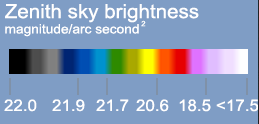 Zenith sky brightness
magnitude/arc second²
22.0 21.9 21.7 20.6 18.5 <17.5